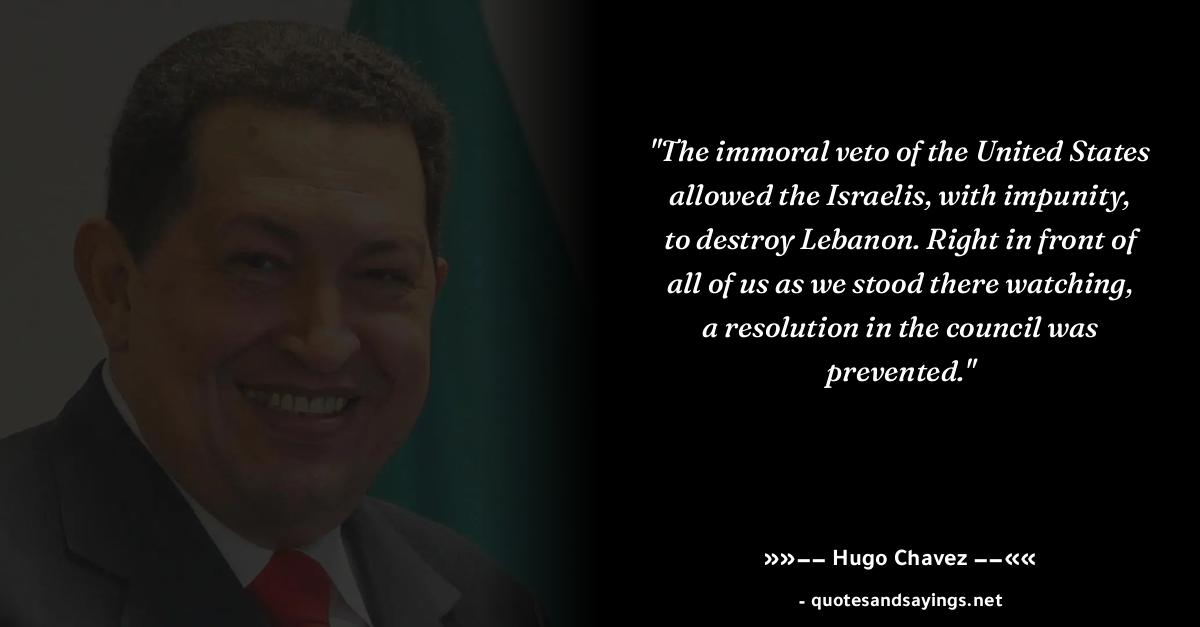 "The immoral veto of the United States
allowed the Israelis, with impunity,
to destroy Lebanon. Right in front of
all of us as we stood there watching,
a resolution in the council was
prevented."
»»–– Hugo Chavez ––««
- quotesandsayings.net